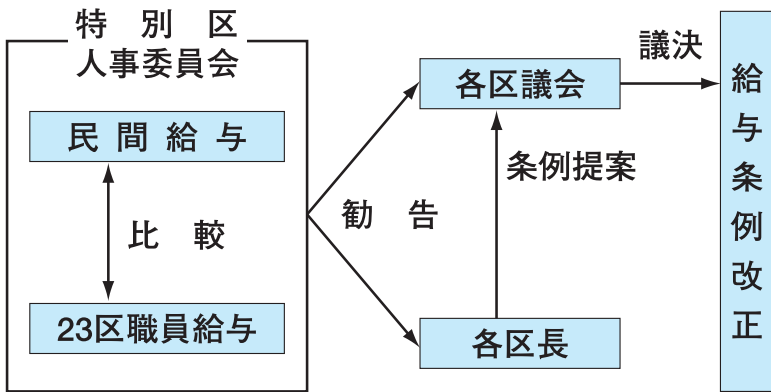 特別区
人事委員会
民間給与
比較
23区職員給与
勧告
各区議会
条例提案
各区長
議決
給与条例改正